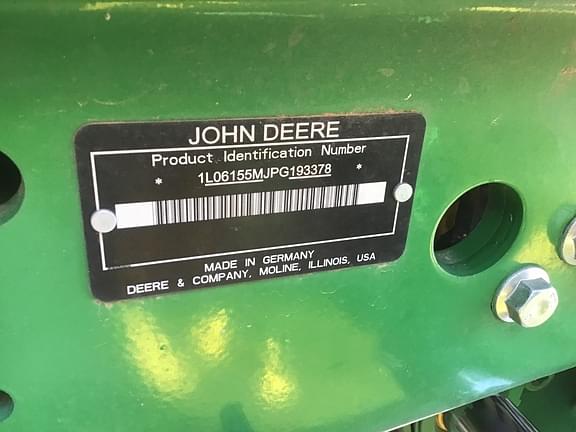 JOHN DEERE
Product Identification Number
* 1L06155MJPG193378 *
MADE IN GERMANY
DEERE & COMPANY, MOLINE, ILLINOIS, USA